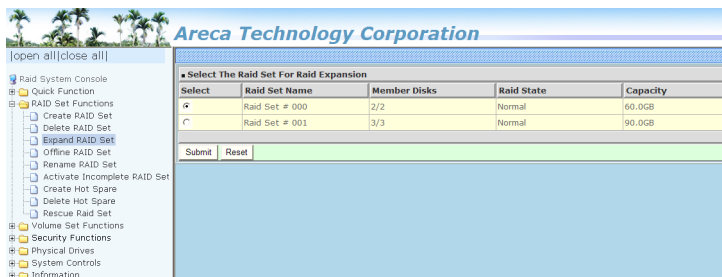 Areca Technology Corporation
|open all|close all|
Raid System Console
Quick Function
RAID Set Functions
Create RAID Set
Delete RAID Set
Expand RAID Set
Offline RAID Set
Rename RAID Set
Activate Incomplete RAID Set
Create Hot Spare
Delete Hot Spare
Rescue Raid Set
Volume Set Functions
Security Functions
Physical Drives
System Controls
Information
Select The Raid Set For Raid Expansion
Select Raid Set Name Member Disks Raid State Capacity
Raid Set # 000 2/2 Normal 60.0GB
Raid Set # 001 3/3 Normal 90.0GB
Submit Reset